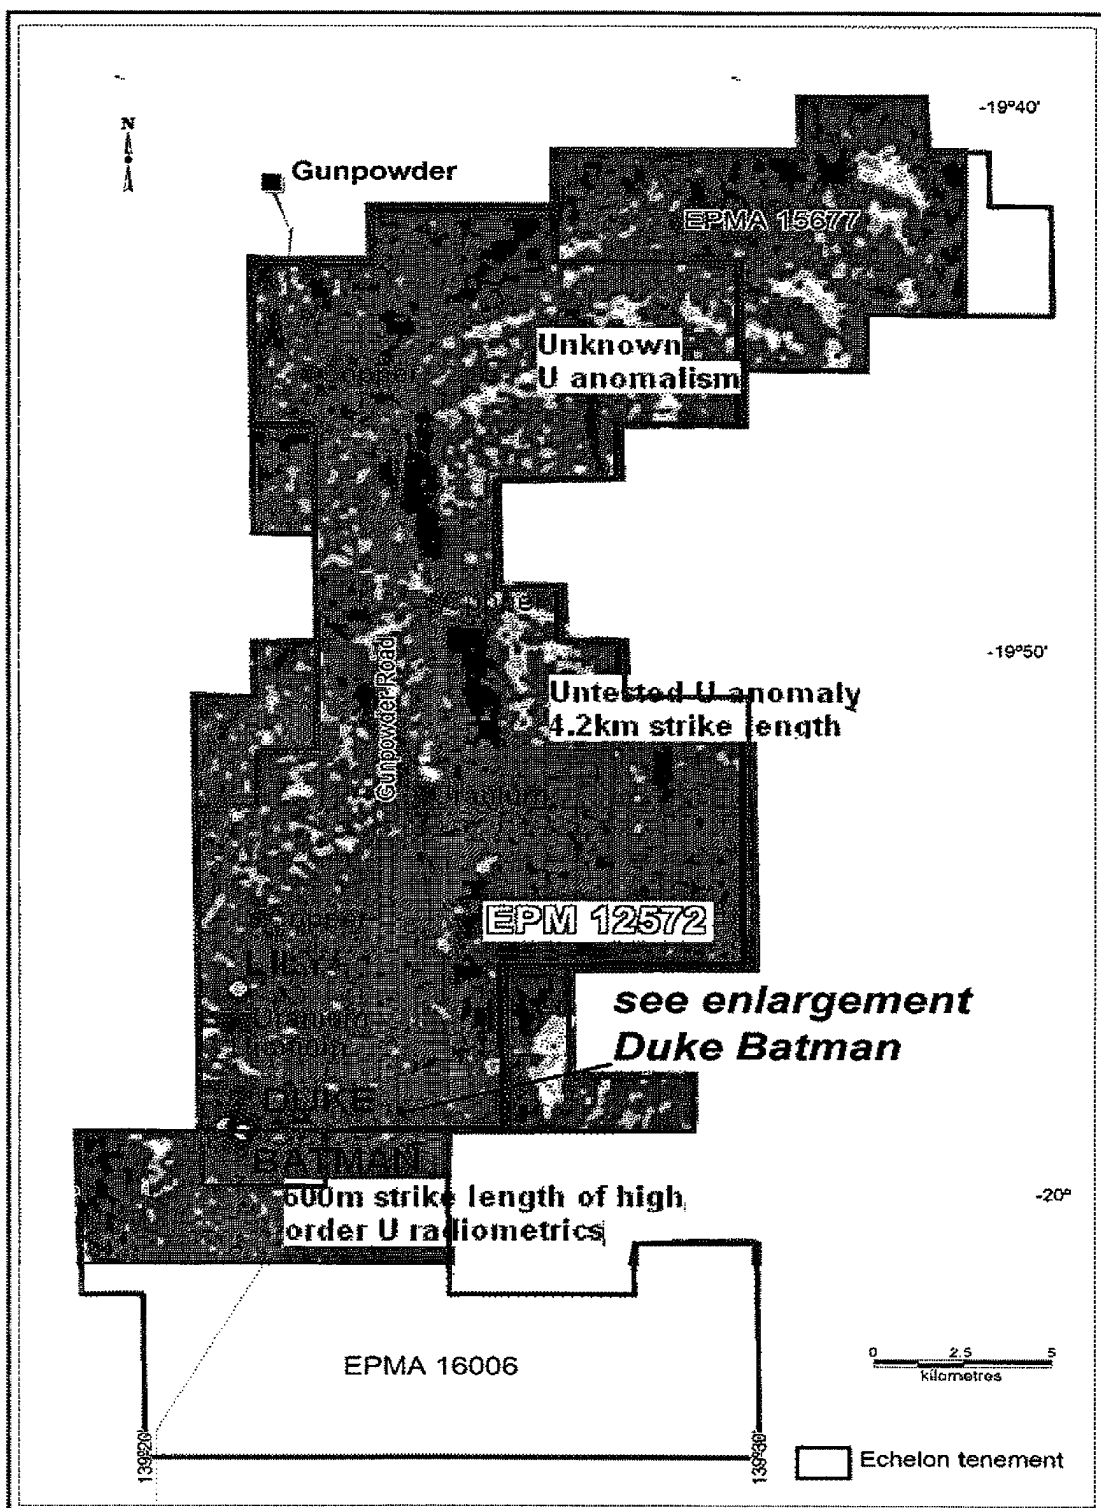 -19°40'
N
Gunpowder
EPMA 15677
Unknown
U anomalism
-19°50'
Gunpowder Road
Untested U anomaly
4.2km strike length
EPM 12572
see enlargement
Duke Batman
DUKE
BATMAN
600m strike length of high
order U radiometrics
-20°
EPMA 16006
0 2.5 5
kilometres
139°20'
139°30'
Echelon tenement